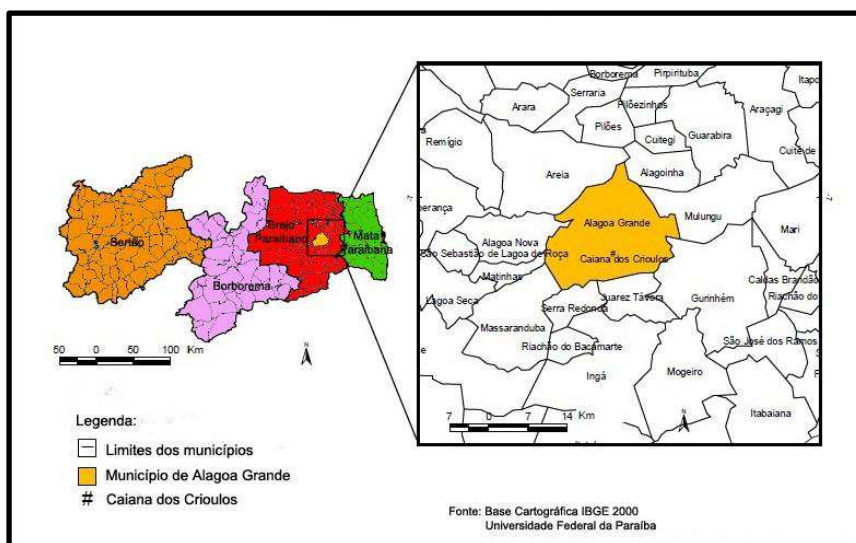 Sertão
Borborema
Brejo
Paraibano
Mata
Paraibana
50 0 50 100 Km
N
Legenda:
Limites dos municípios
Município de Alagoa Grande
# Caiana dos Crioulos
Borborema
Pirpirituba
Serraria
Arara
Pilõezinhos
Araçagi
Pilões
Remígio
Cuitegi
Guarabira
Cuité de
Areia
Alagoinha
Alagoa Grande
Mulungu
Mari
Alagoa Nova
São Sebastião de Lagoa de Roça
#
Caiana dos Crioulos
Matinhas
Caldas Brandão
Riachão do
Lagoa Seca
Juarez Távora
Gurinhém
Serra Redonda
Massaranduba
São José dos Ramos
Riachão do Bacamarte
Ingá
Mogeiro
Itabaiana
7 0 7 14 Km
N
Fonte: Base Cartográfica IBGE 2000
Universidade Federal da Paraíba